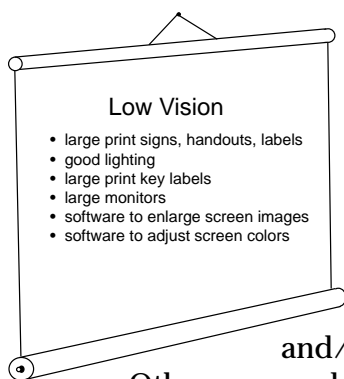 Low Vision
• large print signs, handouts, labels
• good lighting
• large print key labels
• large monitors
• software to enlarge screen images
• software to adjust screen colors
and/